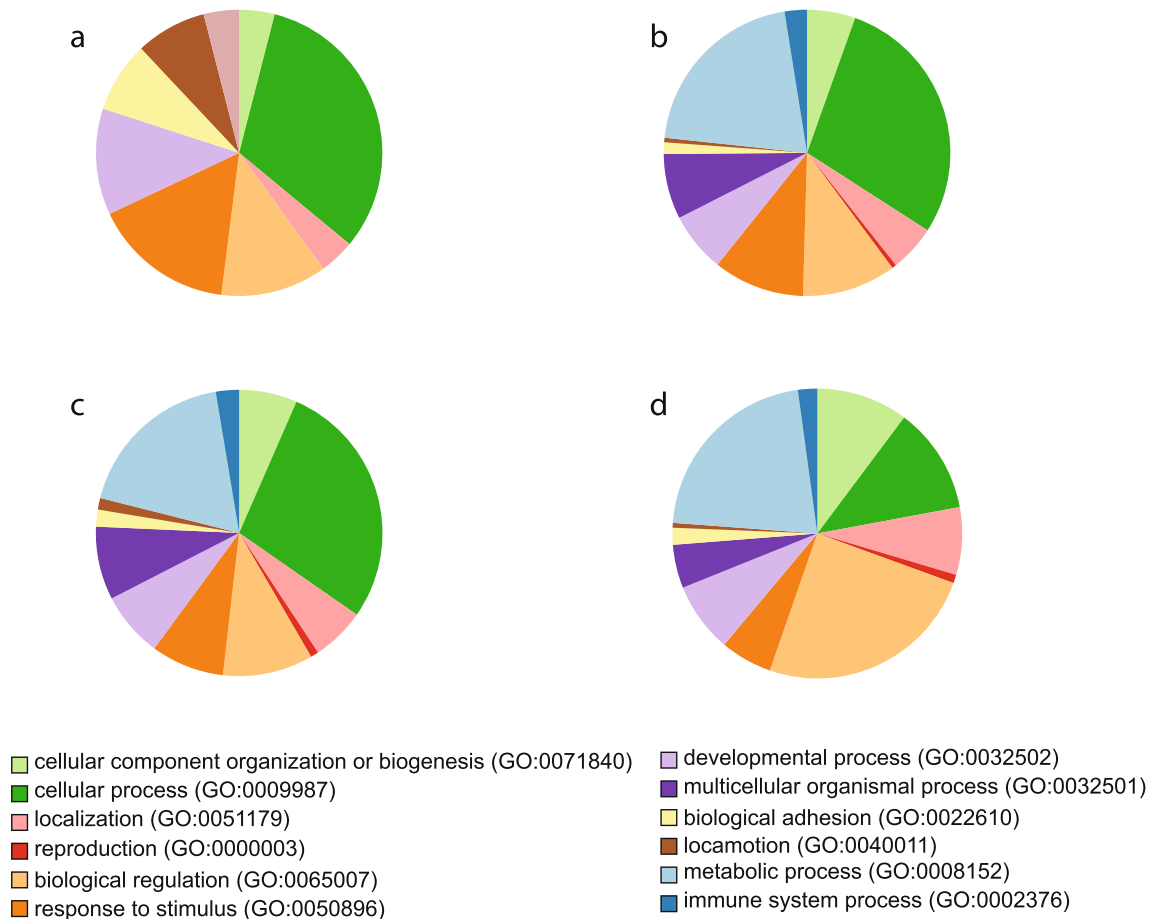 a
b
c
d
cellular component organization or biogenesis (GO:0071840)
cellular process (GO:0009987)
localization (GO:0051179)
reproduction (GO:0000003)
biological regulation (GO:0065007)
response to stimulus (GO:0050896)
developmental process (GO:0032502)
multicellular organismal process (GO:0032501)
biological adhesion (GO:0022610)
locamotion (GO:0040011)
metabolic process (GO:0008152)
immune system process (GO:0002376)